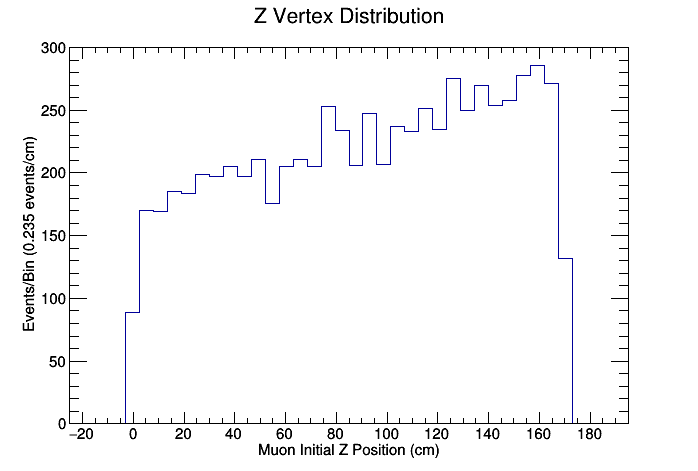 Z Vertex Distribution
300
250
200
150
100
50
0
−20 0 20 40 60 80 100 120 140 160 180
Events/Bin (0.235 events/cm)
Muon Initial Z Position (cm)